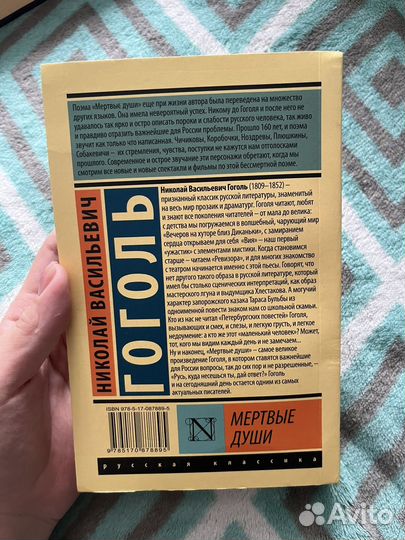 Поэма «Мертвые души» еще при жизни автора была переведена на множество
других языков. Она имела невероятный успех. Никому до Гоголя и после него не
удавалось так ярко и остро описать пороки и слабости русского человека, так живо
и правдиво отразить важнейшие для России проблемы. Прошло 160 лет, и поэма
звучит как только что написанная. Чичиковы, Коробочки, Ноздревы, Плюшкины,
Собакевичи — их стремления, чувства, поступки не кажутся нам отголосками
прошлого. Современное и острое звучание эти персонажи обретают, когда мы
смотрим все новые и новые спектакли и фильмы по этой бессмертной поэме.
НИКОЛАЙ ВАСИЛЬЕВИЧ
ГОГОЛЬ
Николай Васильевич Гоголь (1809—1852) —
признанный классик русской литературы, знаменитый
на весь мир прозаик и драматург. Гоголя читают, любят
и знают все поколения читателей — от мала до велика:
с детства мы погружаемся в волшебный, чарующий мир
«Вечеров на хуторе близ Диканьки», с замиранием
сердца открываем для себя «Вия» — наш первый
«ужастик» с элементами мистики. Когда становимся
старше — читаем «Ревизора», и для многих знакомство
с театром начинается именно с этой пьесы. Говорят, что
нет другого такого образа в русской литературе, который
имел бы столько сценических интерпретаций, как образ
мастерского лгуна и выдумщика Хлестакова. А могучий
характер запорожского казака Тараса Бульбы из
одноименной повести знаком нам со школьной скамьи.
Кто из нас не читал «Петербургских повестей» Гоголя,
вызывающих и смех, и слезы, и легкую грусть, и легкое
недоумение: а кто же этот «маленький человек»? Может,
тот, кого мы видим каждый день и не замечаем...
Ну и наконец, «Мертвые души» — самое великое
произведение Гоголя, в котором ставятся важнейшие
для России вопросы, так до сих пор и не разрешенные, —
«Русь, куда несешься ты, дай ответ!» Гоголь
и на сегодняшний день остается одним из самых
актуальных писателей.
ISBN 978-5-17-087889-5
9785170878895
N
МЕРТВЫЕ
ДУШИ
русская классика
Avito